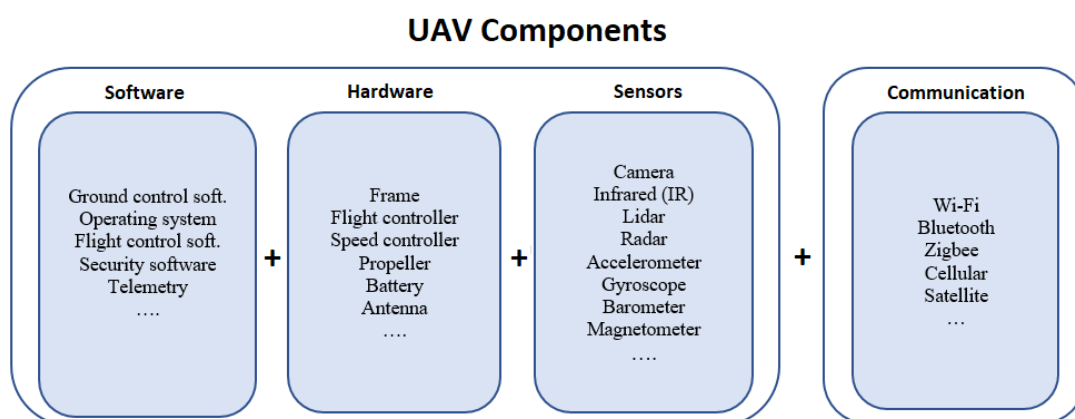 UAV Components
Software
Ground control soft.
Operating system
Flight control soft.
Security software
Telemetry
….
+
Hardware
Frame
Flight controller
Speed controller
Propeller
Battery
Antenna
….
+
Sensors
Camera
Infrared (IR)
Lidar
Radar
Accelerometer
Gyroscope
Barometer
Magnetometer
….
+
Communication
Wi-Fi
Bluetooth
Zigbee
Cellular
Satellite
…